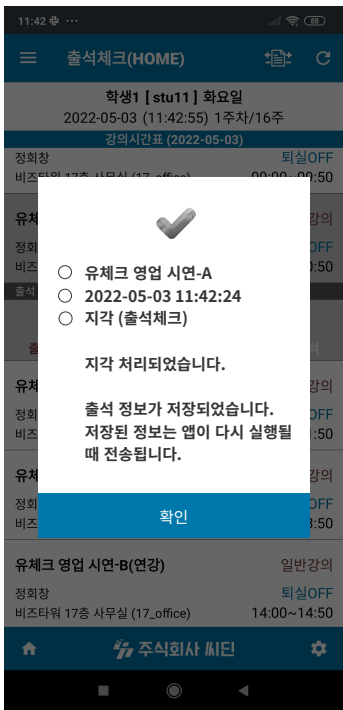 11:42
88
출석체크(HOME)
학생1 [ stu11 ] 화요일
2022-05-03 (11:42:55) 1주차/16주
강의시간표 (2022-05-03)
정회창 퇴실OFF
비즈타워 17층 사무실 (17_office) 09:00~09:50
유체 강의
정회 OFF
비즈 :50
출석
유체크 영업 시연-A
2022-05-03 11:42:24
지각 (출석체크)
지각 처리되었습니다.
출석 정보가 저장되었습니다.
저장된 정보는 앱이 다시 실행될
때 전송됩니다.
출 석
유체 강의
정회 OFF
비즈 :50
유체 강의
정회 OFF
비즈 :50
확인
유체크 영업 시연-B(연강) 일반강의
정회창 퇴실OFF
비즈타워 17층 사무실 (17_office) 14:00~14:50
주식회사 씨틴